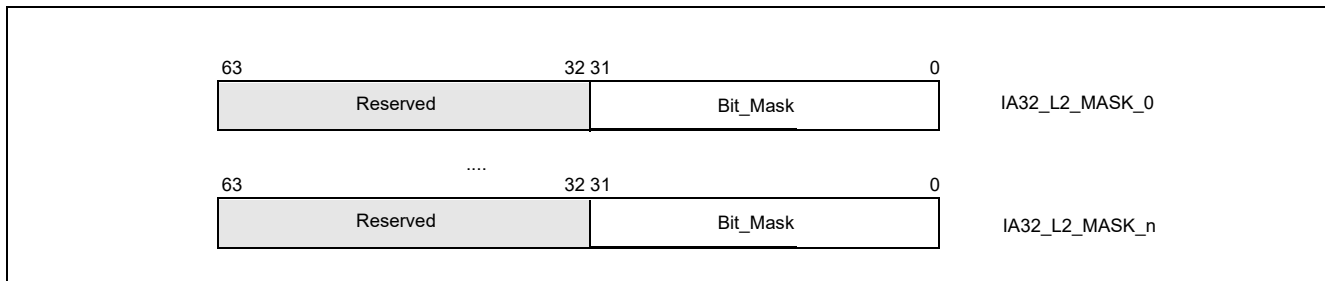 63 32 31 0
Reserved Bit_Mask IA32_L2_MASK_0
....
63 32 31 0
Reserved Bit_Mask IA32_L2_MASK_n